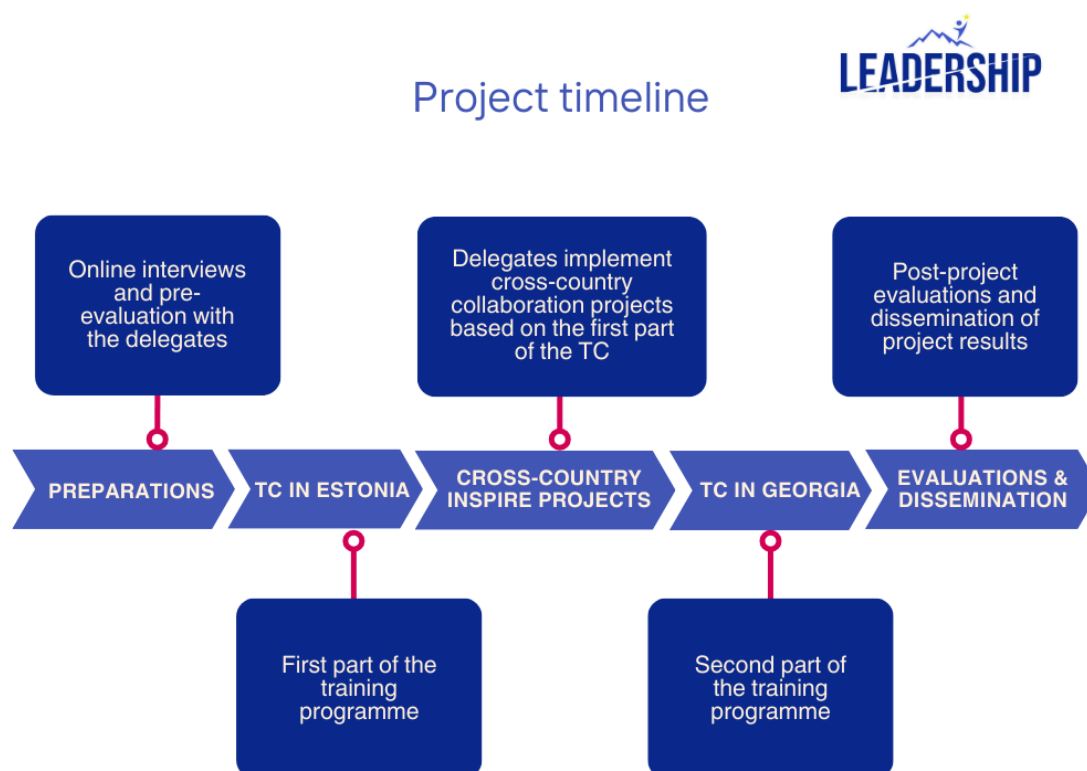 LEADERSHIP
Project timeline
Online interviews
and pre-
evaluation with
the delegates
Delegates implement
cross-country
collaboration projects
based on the first part
of the TC
Post-project
evaluations and
dissemination of
project results
PREPARATIONS
TC IN ESTONIA
CROSS-COUNTRY
INSPIRE PROJECTS
TC IN GEORGIA
EVALUATIONS &
DISSEMINATION
First part of the
training
programme
Second part of
the training
programme